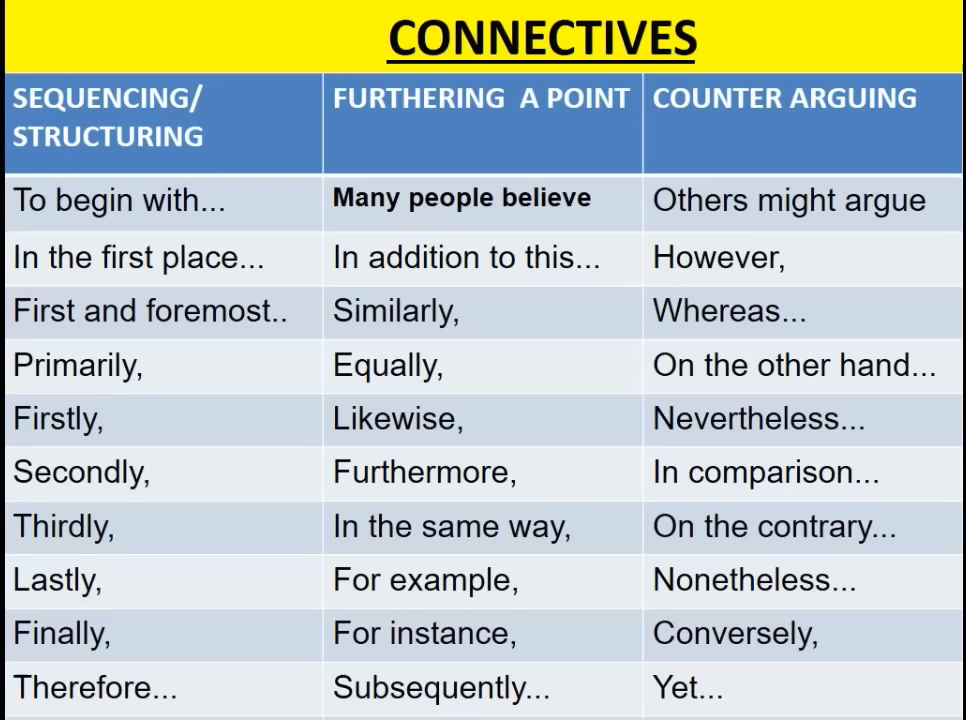 CONNECTIVES
SEQUENCING/
STRUCTURING
FURTHERING A POINT
COUNTER ARGUING
To begin with...
Many people believe
Others might argue
In the first place...
In addition to this...
However,
First and foremost..
Similarly,
Whereas...
Primarily,
Equally,
On the other hand...
Firstly,
Likewise,
Nevertheless...
Secondly,
Furthermore,
In comparison...
Thirdly,
In the same way,
On the contrary...
Lastly,
For example,
Nonetheless...
Finally,
For instance,
Conversely,
Therefore...
Subsequently...
Yet...